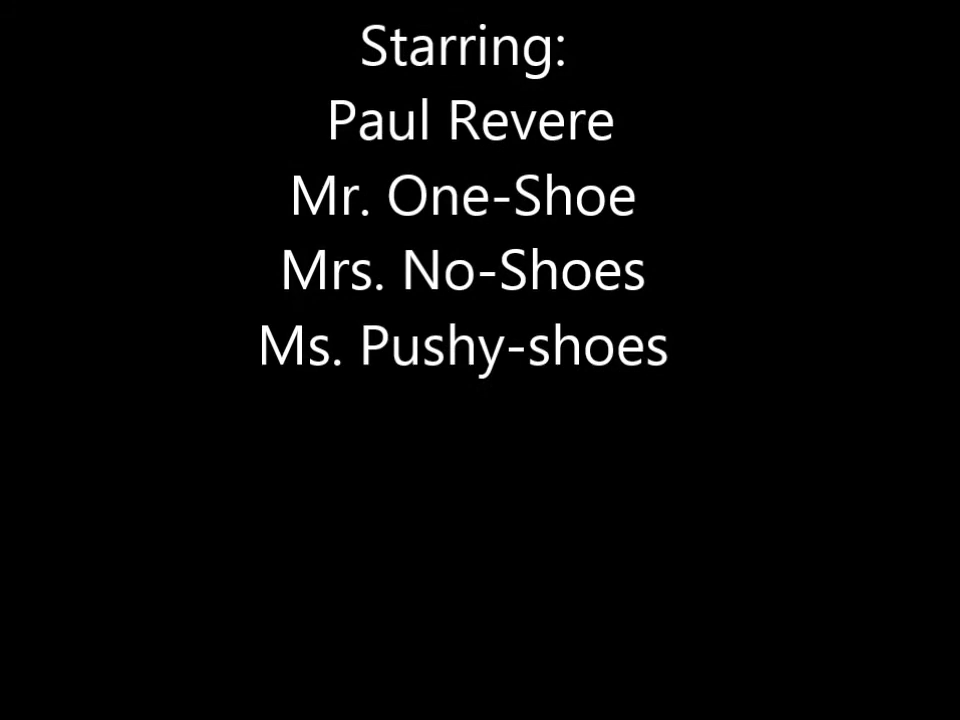 Starring:
Paul Revere
Mr. One-Shoe
Mrs. No-Shoes
Ms. Pushy-shoes